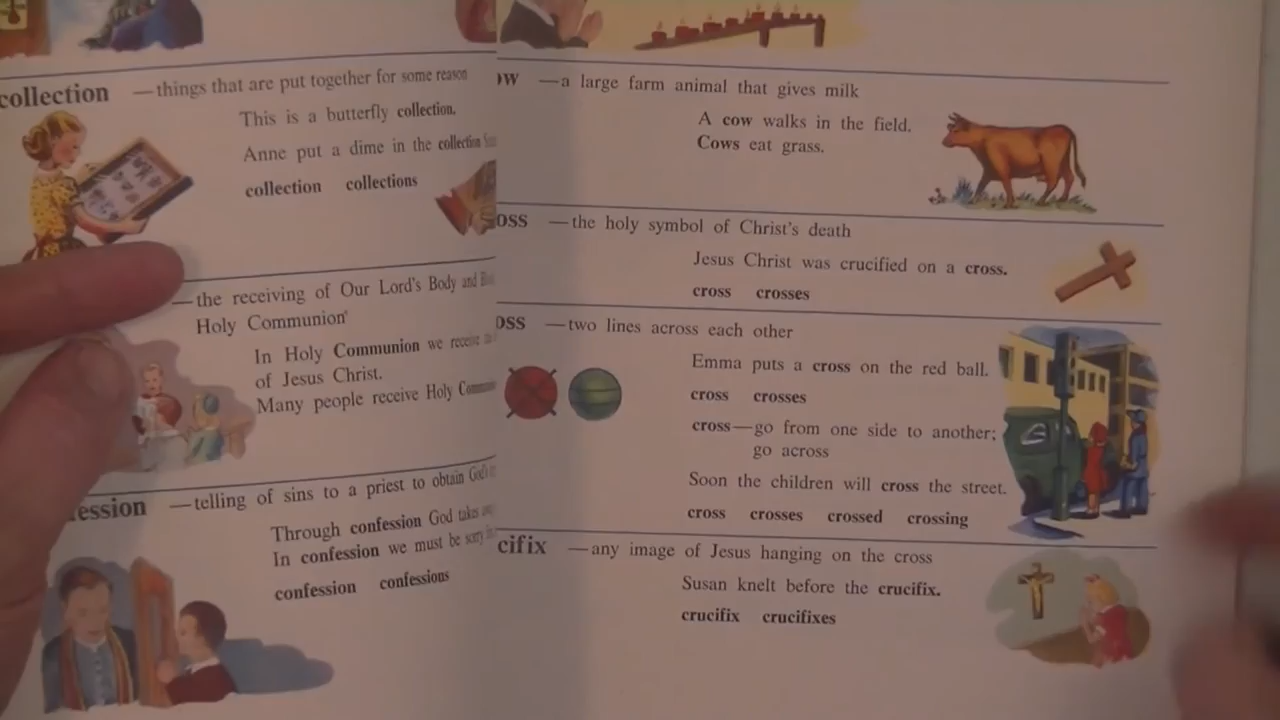 collection —things that are put together for some reason
This is a butterfly collection.
Anne put a dime in the collection
collection collections
—the receiving of Our Lord's Body and
Holy Communion
In Holy Communion we receive
of Jesus Christ.
Many people receive Holy
ession —telling of sins to a priest to obtain God's
Through confession God takes
In confession we must be sorry
confession confessions
ow —a large farm animal that gives milk
A cow walks in the field.
Cows eat grass.
oss —the holy symbol of Christ's death
Jesus Christ was crucified on a cross.
cross crosses
oss —two lines across each other
Emma puts a cross on the red ball.
cross crosses
cross—go from one side to another;
go across
Soon the children will cross the street.
cross crosses crossed crossing
cifix —any image of Jesus hanging on the cross
Susan knelt before the crucifix.
crucifix crucifixes